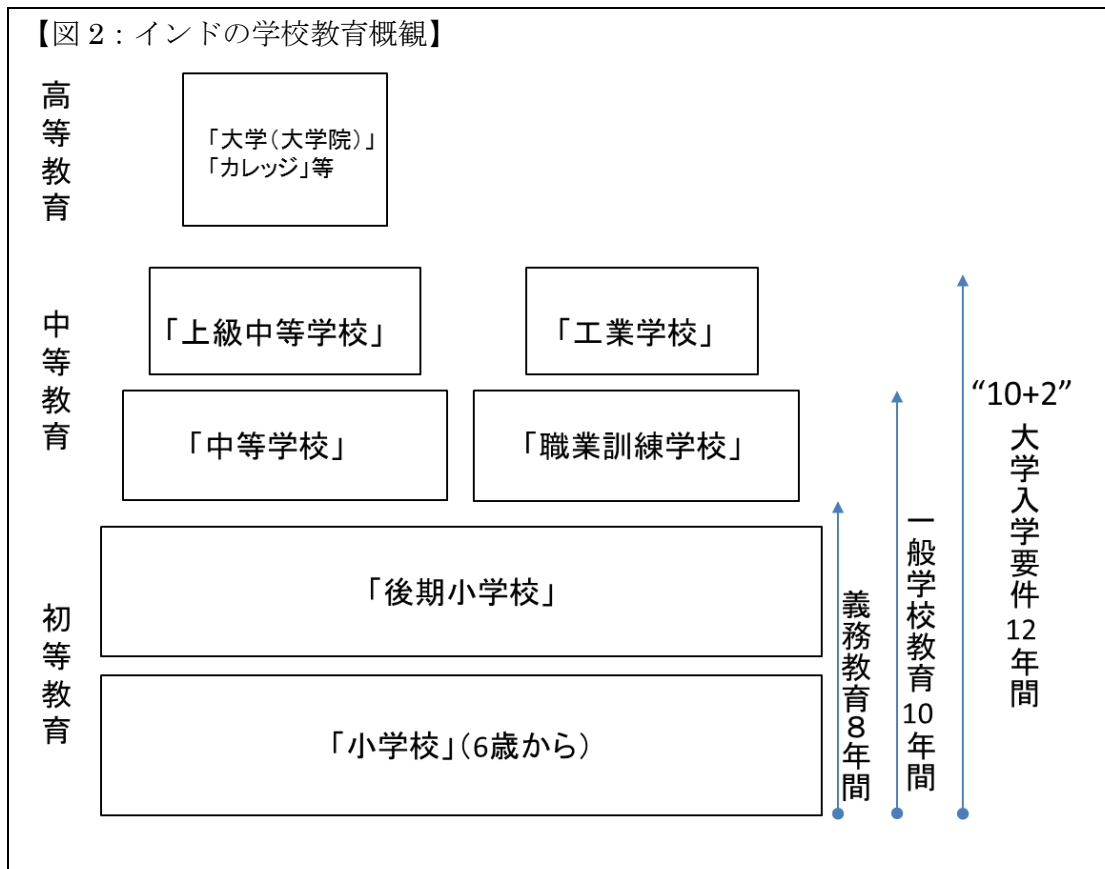 【図 2：インドの学校教育概観】
高等教育
「大学(大学院)」
「カレッジ」等
中等教育
「上級中等学校」
「工業学校」
「中等学校」
「職業訓練学校」
初等教育
「後期小学校」
「小学校」(6歳から)
義務教育８年間
一般学校教育10年間
“10+2”
大学入学要件12年間